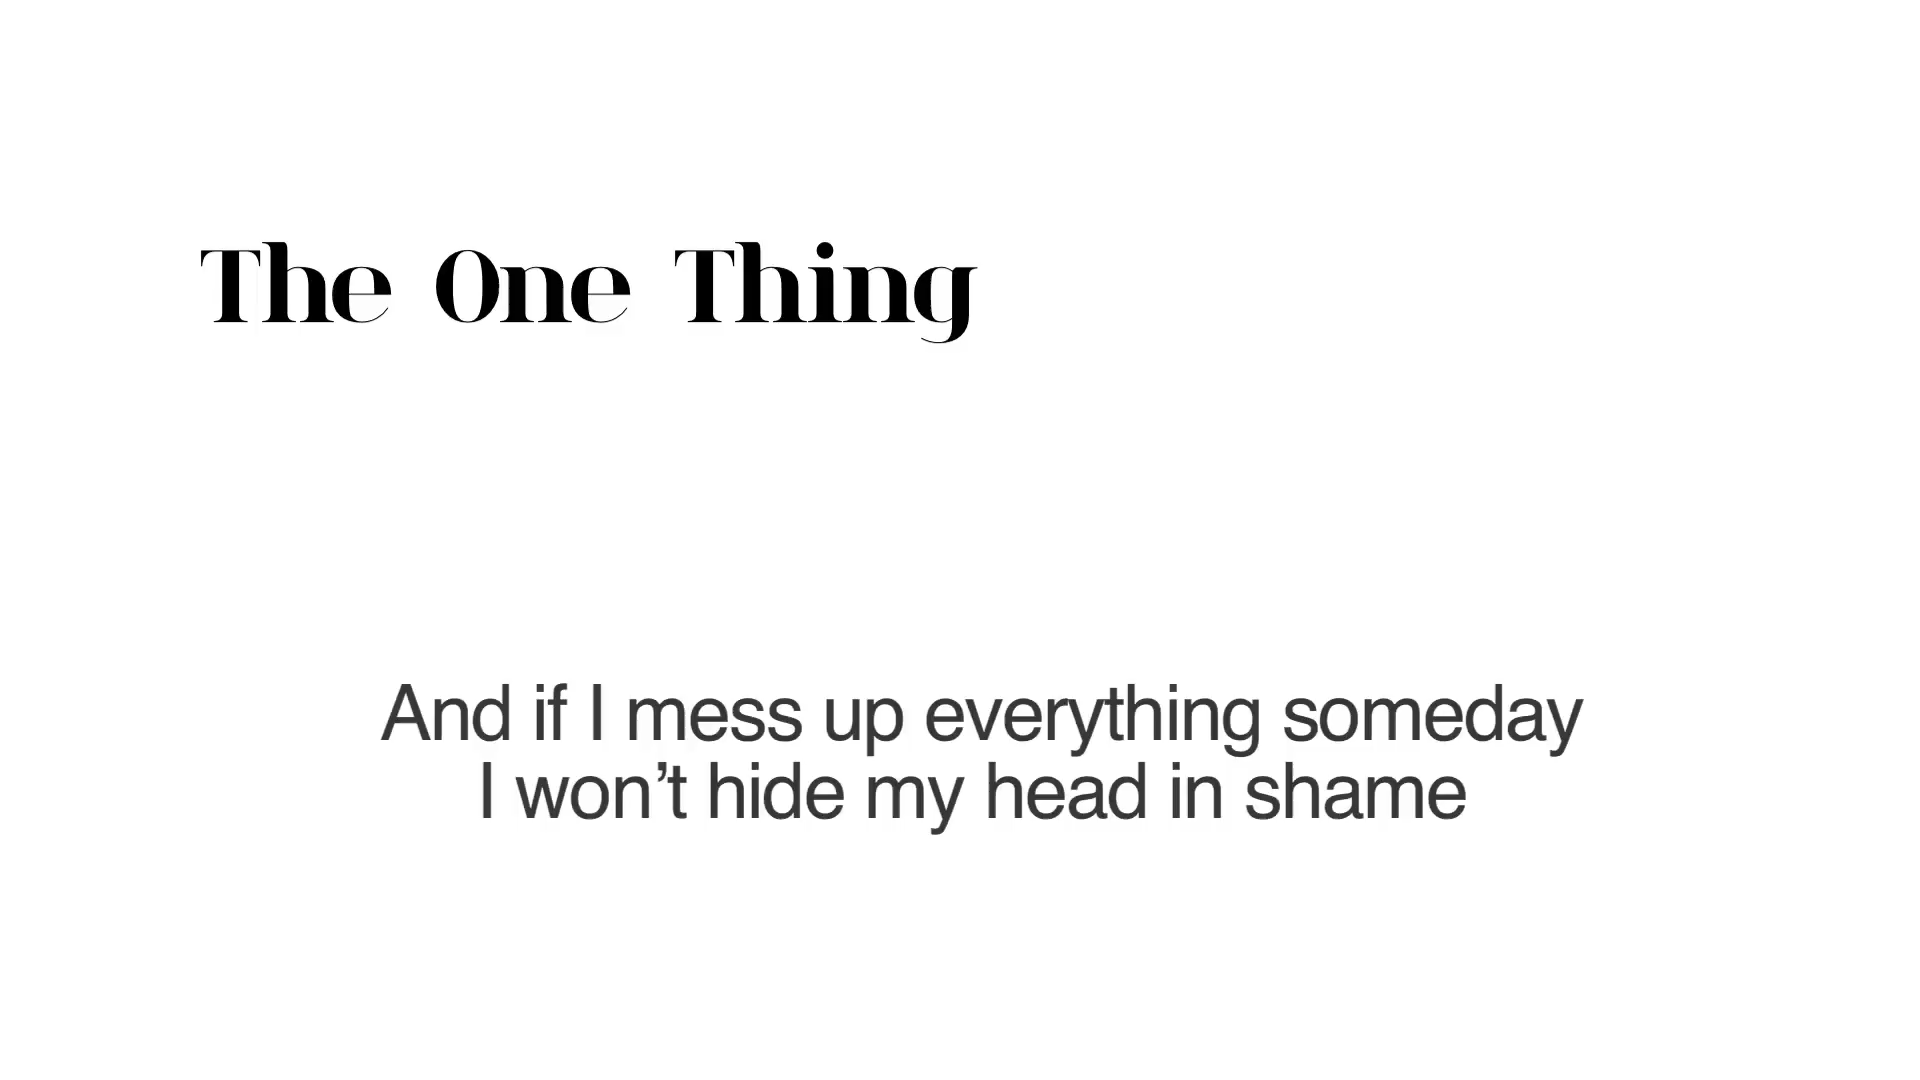 The One Thing
And if I mess up everything someday
I won’t hide my head in shame